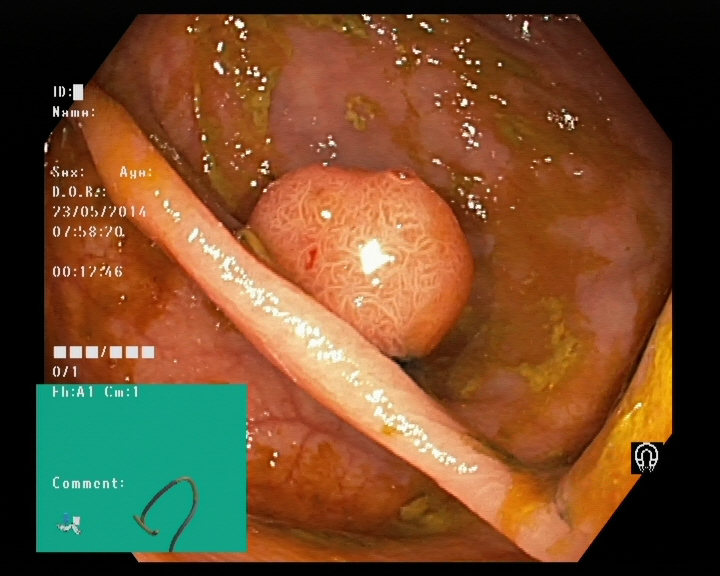 ID:
Name:
Sex: Age:
D.O.B.:
23/05/2014
07:58:20
00:12:46
/
0/1
Eh:A1 Cm:1
Comment: